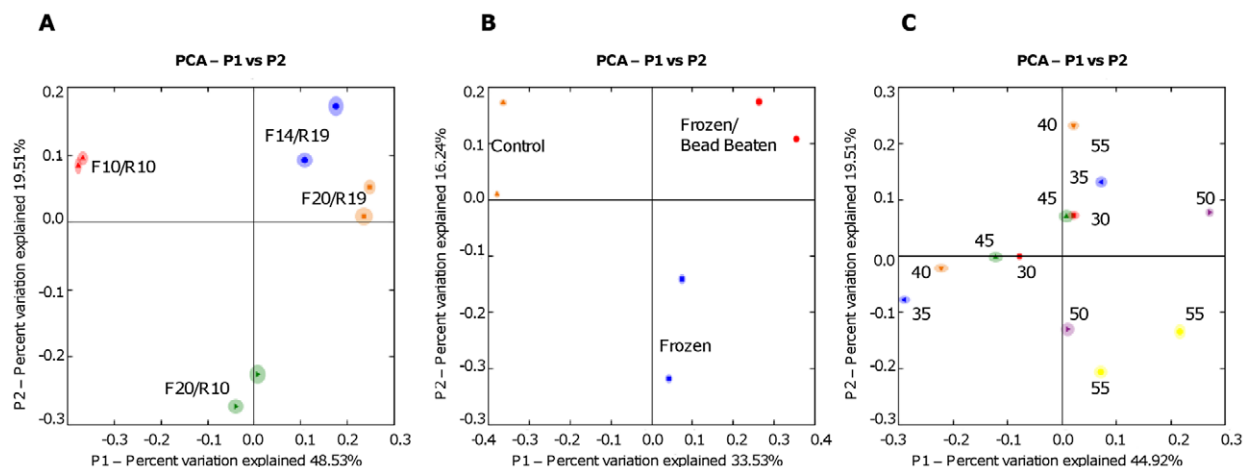 A
B
C
PCA – P1 vs P2
PCA – P1 vs P2
PCA – P1 vs P2
P2 – Percent variation explained 19.51%
0.2
0.1
0.0
-0.1
-0.2
-0.3
F14/R19
F10/R10
F20/R19
F20/R10
-0.3
-0.2
-0.1
0.0
0.1
0.2
0.3
P1 – Percent variation explained 48.53%
P2 – Percent variation explained 16.24%
0.2
0.1
0.0
-0.1
-0.2
-0.3
-0.4
Control
Frozen/
Bead Beaten
Frozen
-0.4
-0.3
-0.2
-0.1
0.0
0.1
0.2
0.3
0.4
P1 – Percent variation explained 33.53%
P2 – Percent variation explained 19.51%
0.3
0.2
0.1
0.0
-0.1
-0.2
-0.3
40
55
35
45
50
30
45
40
30
35
50
55
55
-0.3
-0.2
-0.1
0.0
0.1
0.2
0.3
P1 – Percent variation explained 44.92%